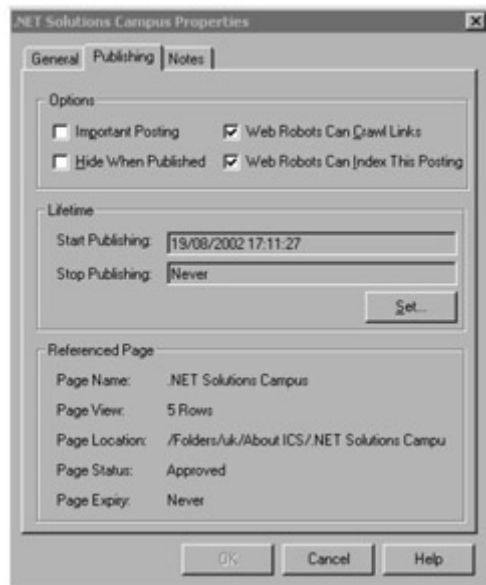 .NET Solutions Campus Properties
General Publishing Notes
Options
Important Posting Web Robots Can Crawl Links
Hide When Published Web Robots Can Index This Posting
Lifetime
Start Publishing: 19/08/2002 17:11:27
Stop Publishing: Never
Set...
Referenced Page
Page Name: .NET Solutions Campus
Page View: 5 Rows
Page Location: /Folders/uk/About ICS/.NET Solutions Campu
Page Status: Approved
Page Expiry: Never
OK Cancel Help